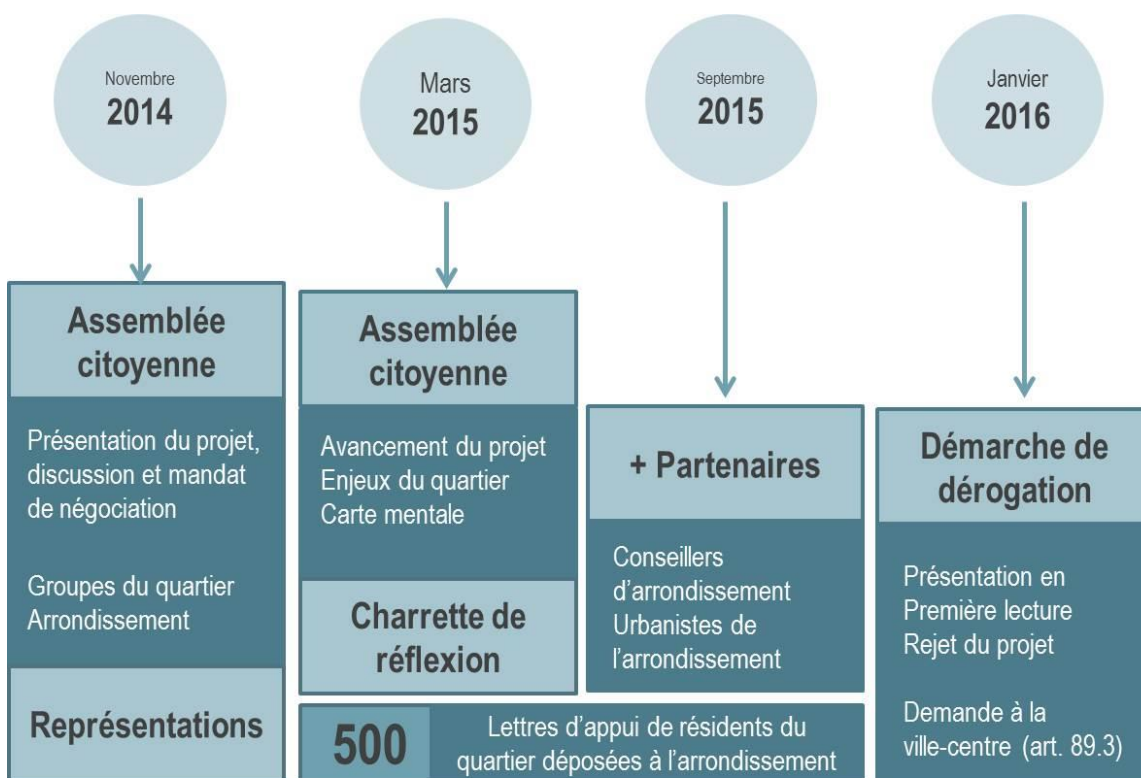 Novembre
2014
Assemblée
citoyenne
Présentation du projet,
discussion et mandat
de négociation
Groupes du quartier
Arrondissement
Représentations
Mars
2015
Assemblée
citoyenne
Avancement du projet
Enjeux du quartier
Carte mentale
Charrette de
réflexion
500
Lettres d’appui de résidents du
quartier déposées à l’arrondissement
Septembre
2015
+ Partenaires
Conseillers
d’arrondissement
Urbanistes de
l’arrondissement
Janvier
2016
Démarche de
dérogation
Présentation en
Première lecture
Rejet du projet
Demande à la
ville-centre (art. 89.3)